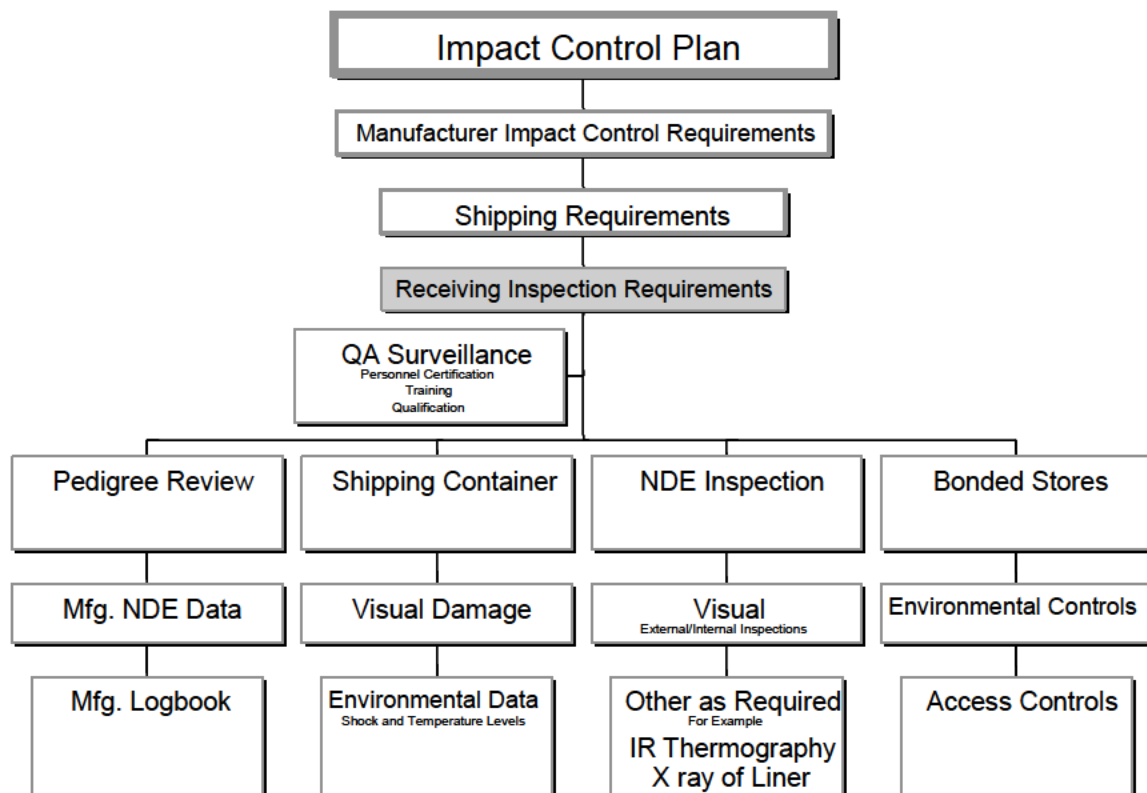 Impact Control Plan
Manufacturer Impact Control Requirements
Shipping Requirements
Receiving Inspection Requirements
QA Surveillance
Personnel Certification
Training
Qualification
Pedigree Review
Shipping Container
NDE Inspection
Bonded Stores
Mfg. NDE Data
Visual Damage
Visual
External/Internal Inspections
Environmental Controls
Mfg. Logbook
Environmental Data
Shock and Temperature Levels
Other as Required
For Example
IR Thermography
X ray of Liner
Access Controls